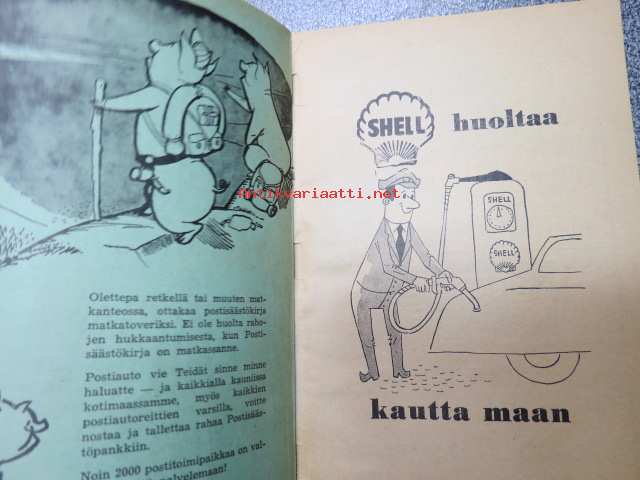 Olettepa retkellä tai muuten mat-
kanteossa, ottakaa postisäästökirja
matkatoveriksi. Ei ole huolta raho-
jen hukkaantumisesta, kun Posti-
säästökirja on matkassanne.
Postiauto vie Teidät sinne minne
haluatte — ja kaikkialla kauniissa
kotimaassamme, myös kaikkien
postiautoreittien varsilla, voitte
nostaa ja tallettaa rahaa Postisääs-
töpankkiin.
Noin 2000 postitoimipaikkaa on val-
SHELL huoltaa
SHELL
SHELL
kautta maan